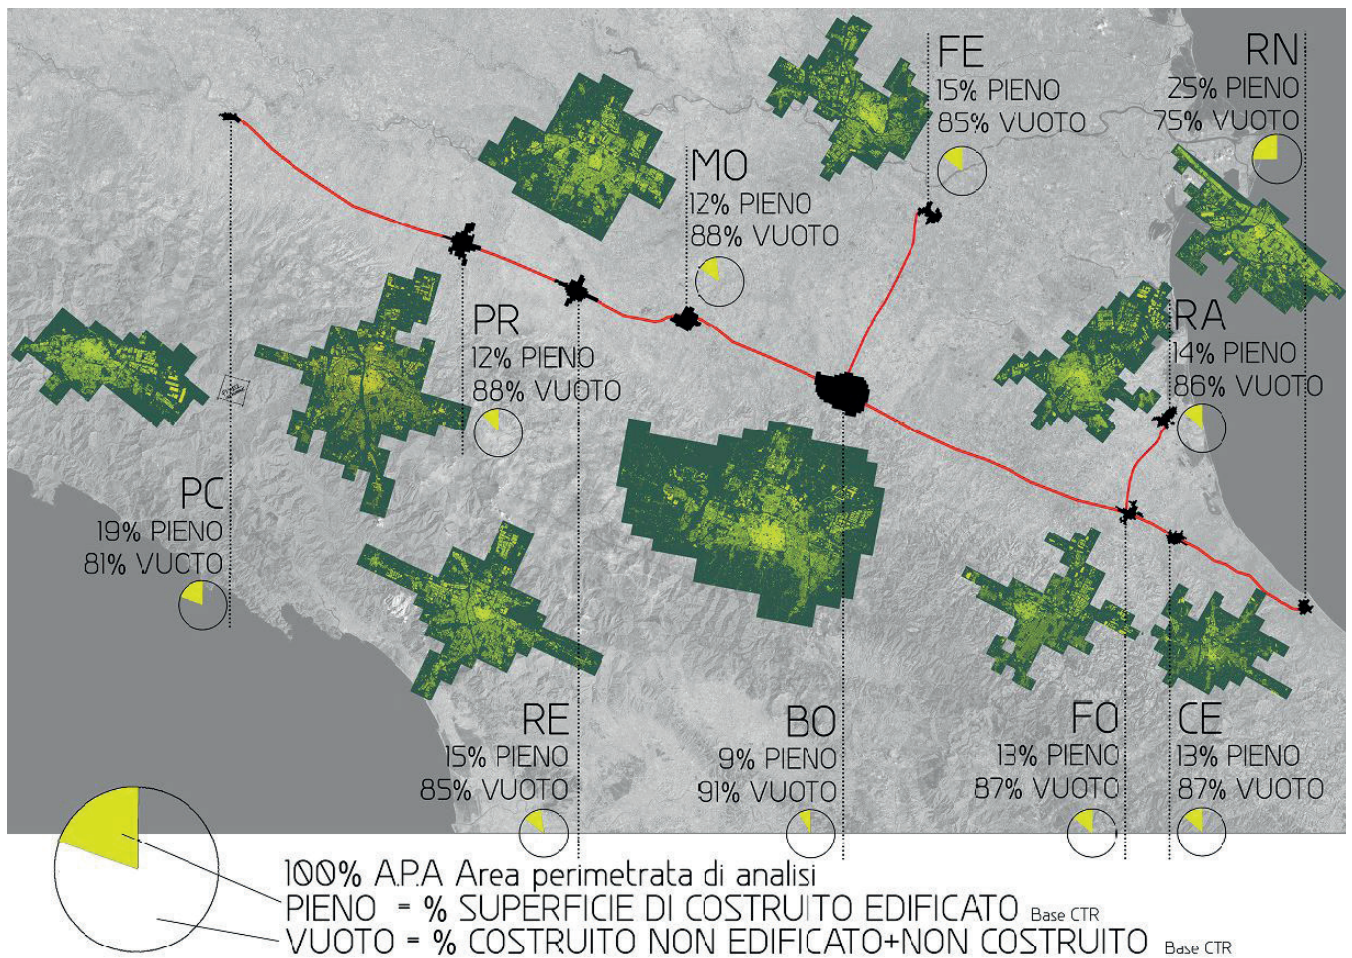 FE
15% PIENO
85% VUOTO
RN
25% PIENO
75% VUOTO
MO
12% PIENO
88% VUOTO
PR
12% PIENO
88% VUOTO
RA
14% PIENO
86% VUOTO
PC
19% PIENO
81% VUOTO
RE
15% PIENO
85% VUOTO
BO
9% PIENO
91% VUOTO
FO
13% PIENO
87% VUOTO
CE
13% PIENO
87% VUOTO
100% A.P.A Area perimetrata di analisi
PIENO = % SUPERFICIE DI COSTRUITO EDIFICATO Base CTR
VUOTO = % COSTRUITO NON EDIFICATO+NON COSTRUITO Base CTR